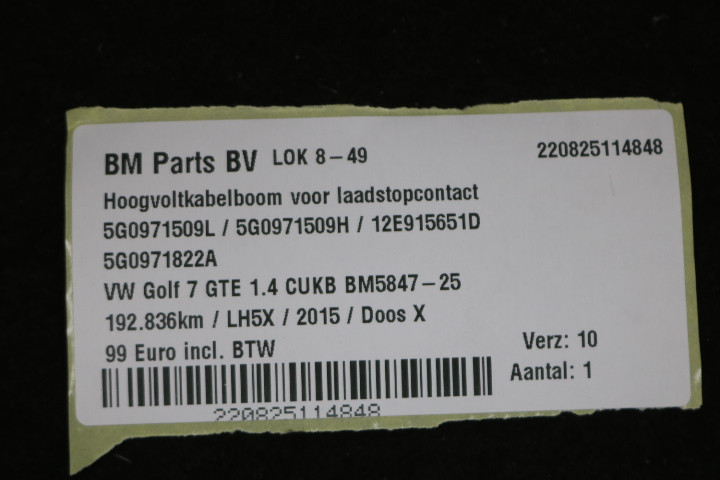 BM Parts BV LOK 8-49 220825114848
Hoogvoltkabelboom voor laadstopcontact
5G0971509L / 5G0971509H / 12E915651D
5G0971822A
VW Golf 7 GTE 1.4 CUKB BM5847-25
192.836km / LH5X / 2015 / Doos X
99 Euro incl. BTW
Verz: 10
Aantal: 1
220825114848